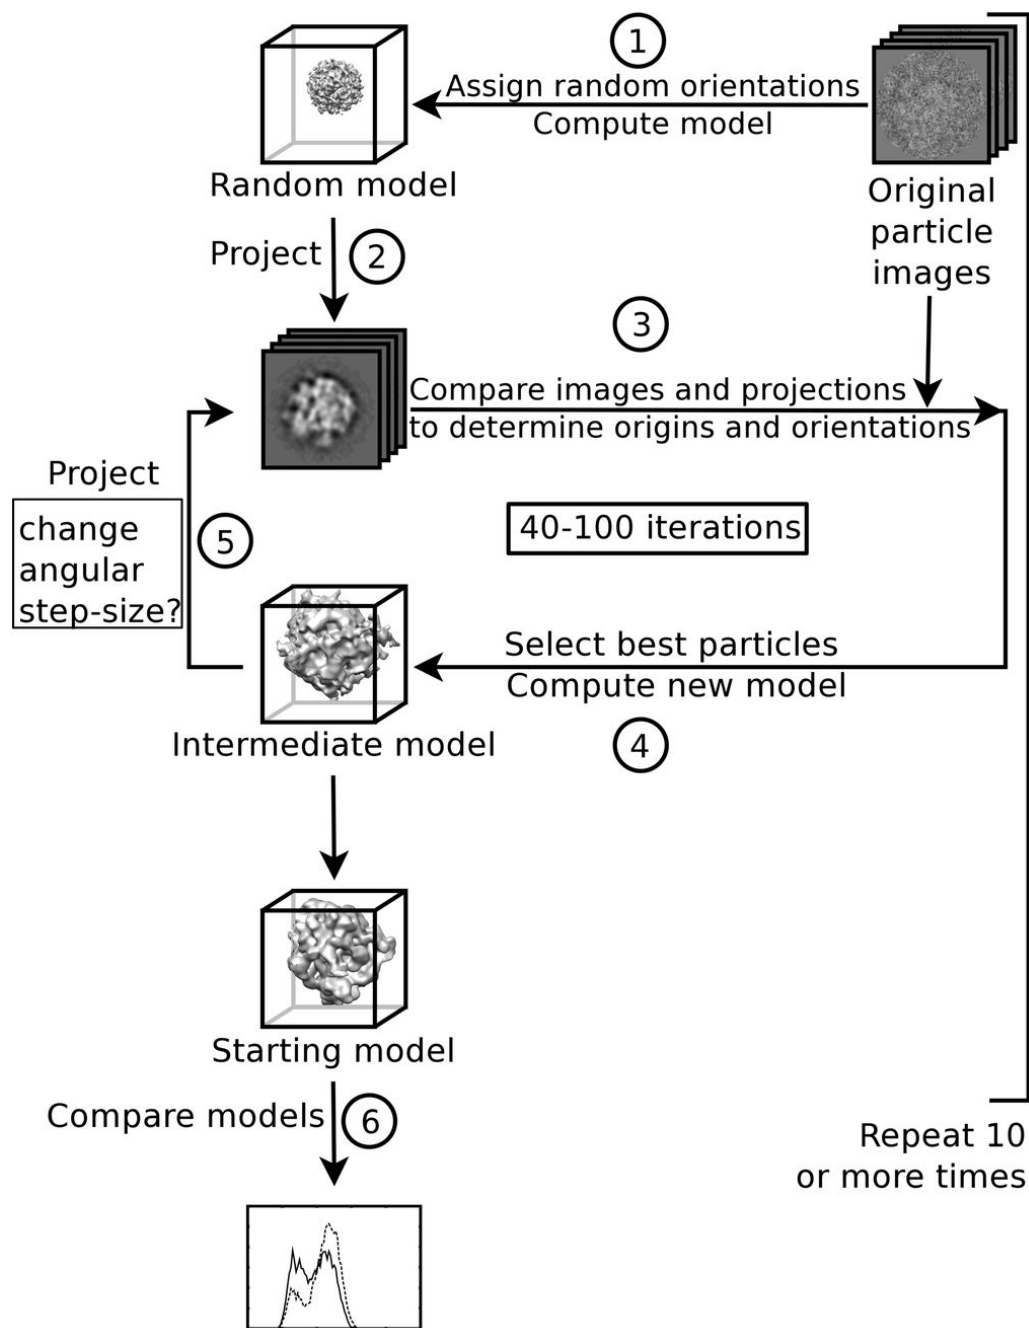 1
Assign random orientations
Compute model
Random model
Original
particle
images
Project
2
3
Compare images and projections
to determine origins and orientations
Project
change
angular
step-size?
5
40-100 iterations
Select best particles
Compute new model
4
Intermediate model
Starting model
Compare models
6
Repeat 10
or more times